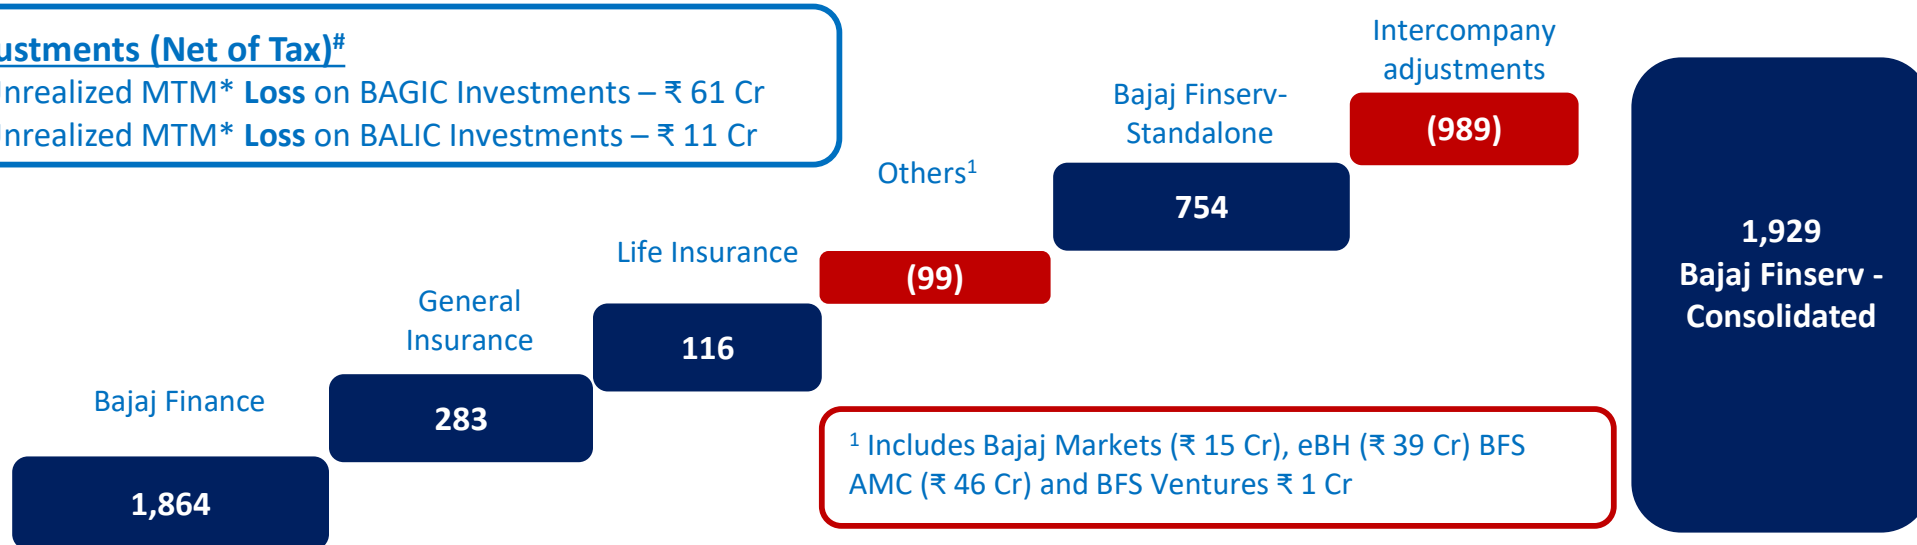 ustments (Net of Tax)#
Unrealized MTM* Loss on BAGIC Investments – ₹ 61 Cr
Unrealized MTM* Loss on BALIC Investments – ₹ 11 Cr
Intercompany
adjustments
(989)
Bajaj Finserv-
Standalone
754
Others1
(99)
Life Insurance
116
General
Insurance
283
Bajaj Finance
1,864
1,929
Bajaj Finserv -
Consolidated
1 Includes Bajaj Markets (₹ 15 Cr), eBH (₹ 39 Cr) BFS
AMC (₹ 46 Cr) and BFS Ventures ₹ 1 Cr